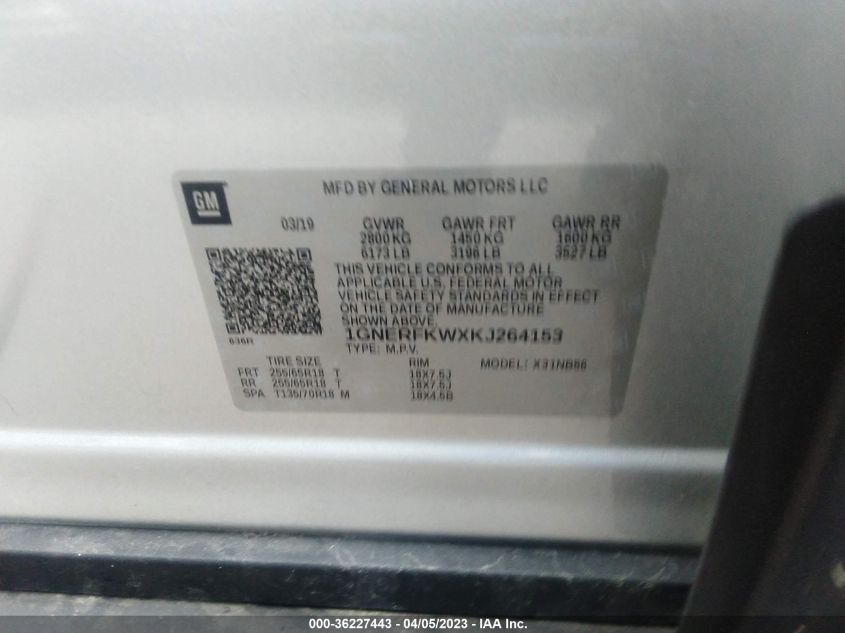 GM
MFD BY GENERAL MOTORS LLC
03/19 GVWR GAWR FRT GAWR RR
2800 KG 1450 KG 1600 KG
6173 LB 3196 LB 3527 LB
THIS VEHICLE CONFORMS TO ALL
APPLICABLE U.S. FEDERAL MOTOR
VEHICLE SAFETY STANDARDS IN EFFECT
ON THE DATE OF MANUFACTURE
SHOWN ABOVE.
1GNERFKWXKJ264153
636R
TYPE: M.P.V.
TIRE SIZE RIM MODEL: X31NB56
FRT 255/65R18 T 18X7.5J
RR 255/65R18 T 18X7.5J
SPA T135/70R18 M 18X4.5B
000-36227443 - 04/05/2023 - IAA Inc.